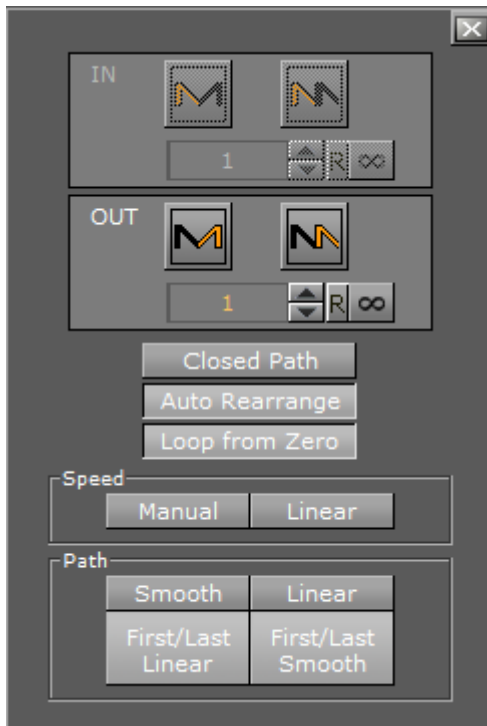 IN
1
R ∞
OUT
1
R ∞
Closed Path
Auto Rearrange
Loop from Zero
Speed
Manual Linear
Path
Smooth Linear
First/Last First/Last
Linear Smooth